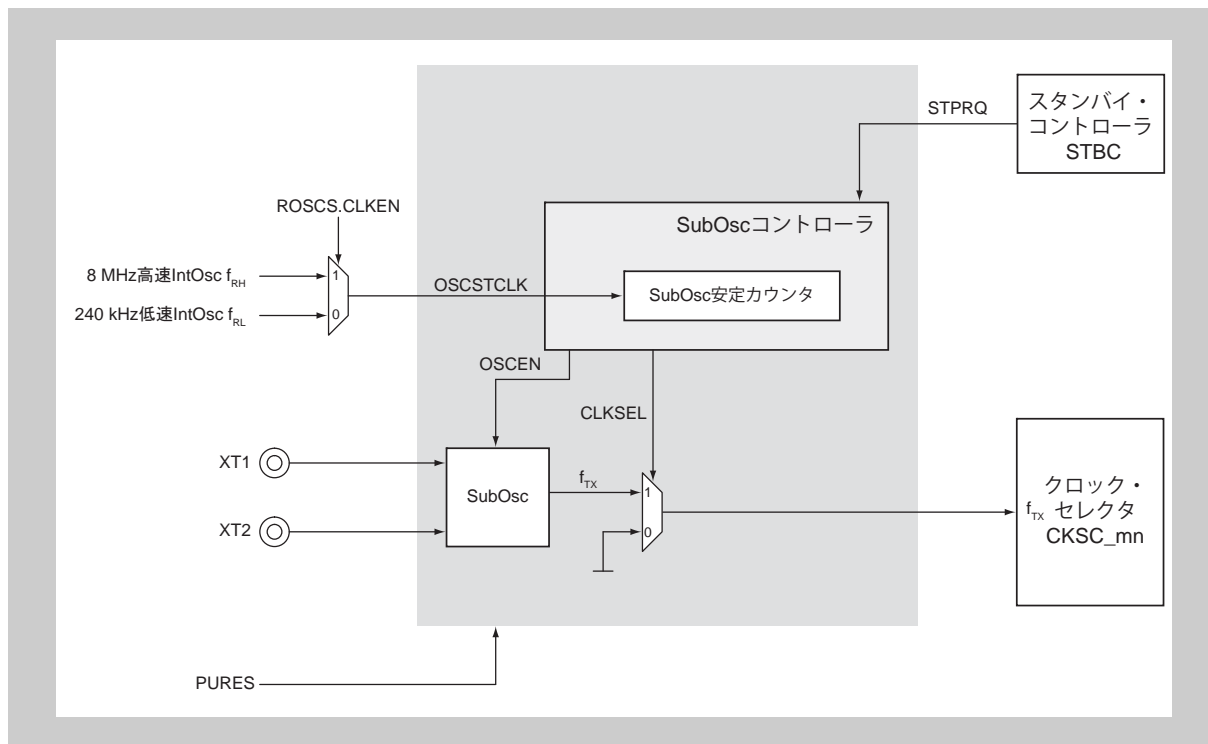 スタンバイ・
コントローラ
STBC
STPRQ
ROSCS.CLKEN
SubOscコントローラ
8 MHz高速IntOsc fRH
1
OSCSTCLK
SubOsc安定カウンタ
240 kHz低速IntOsc fRL
0
OSCEN
CLKSEL
XT1
SubOsc
fTX
1
XT2
0
クロック・
fTX セレクタ
CKSC_mn
PURES